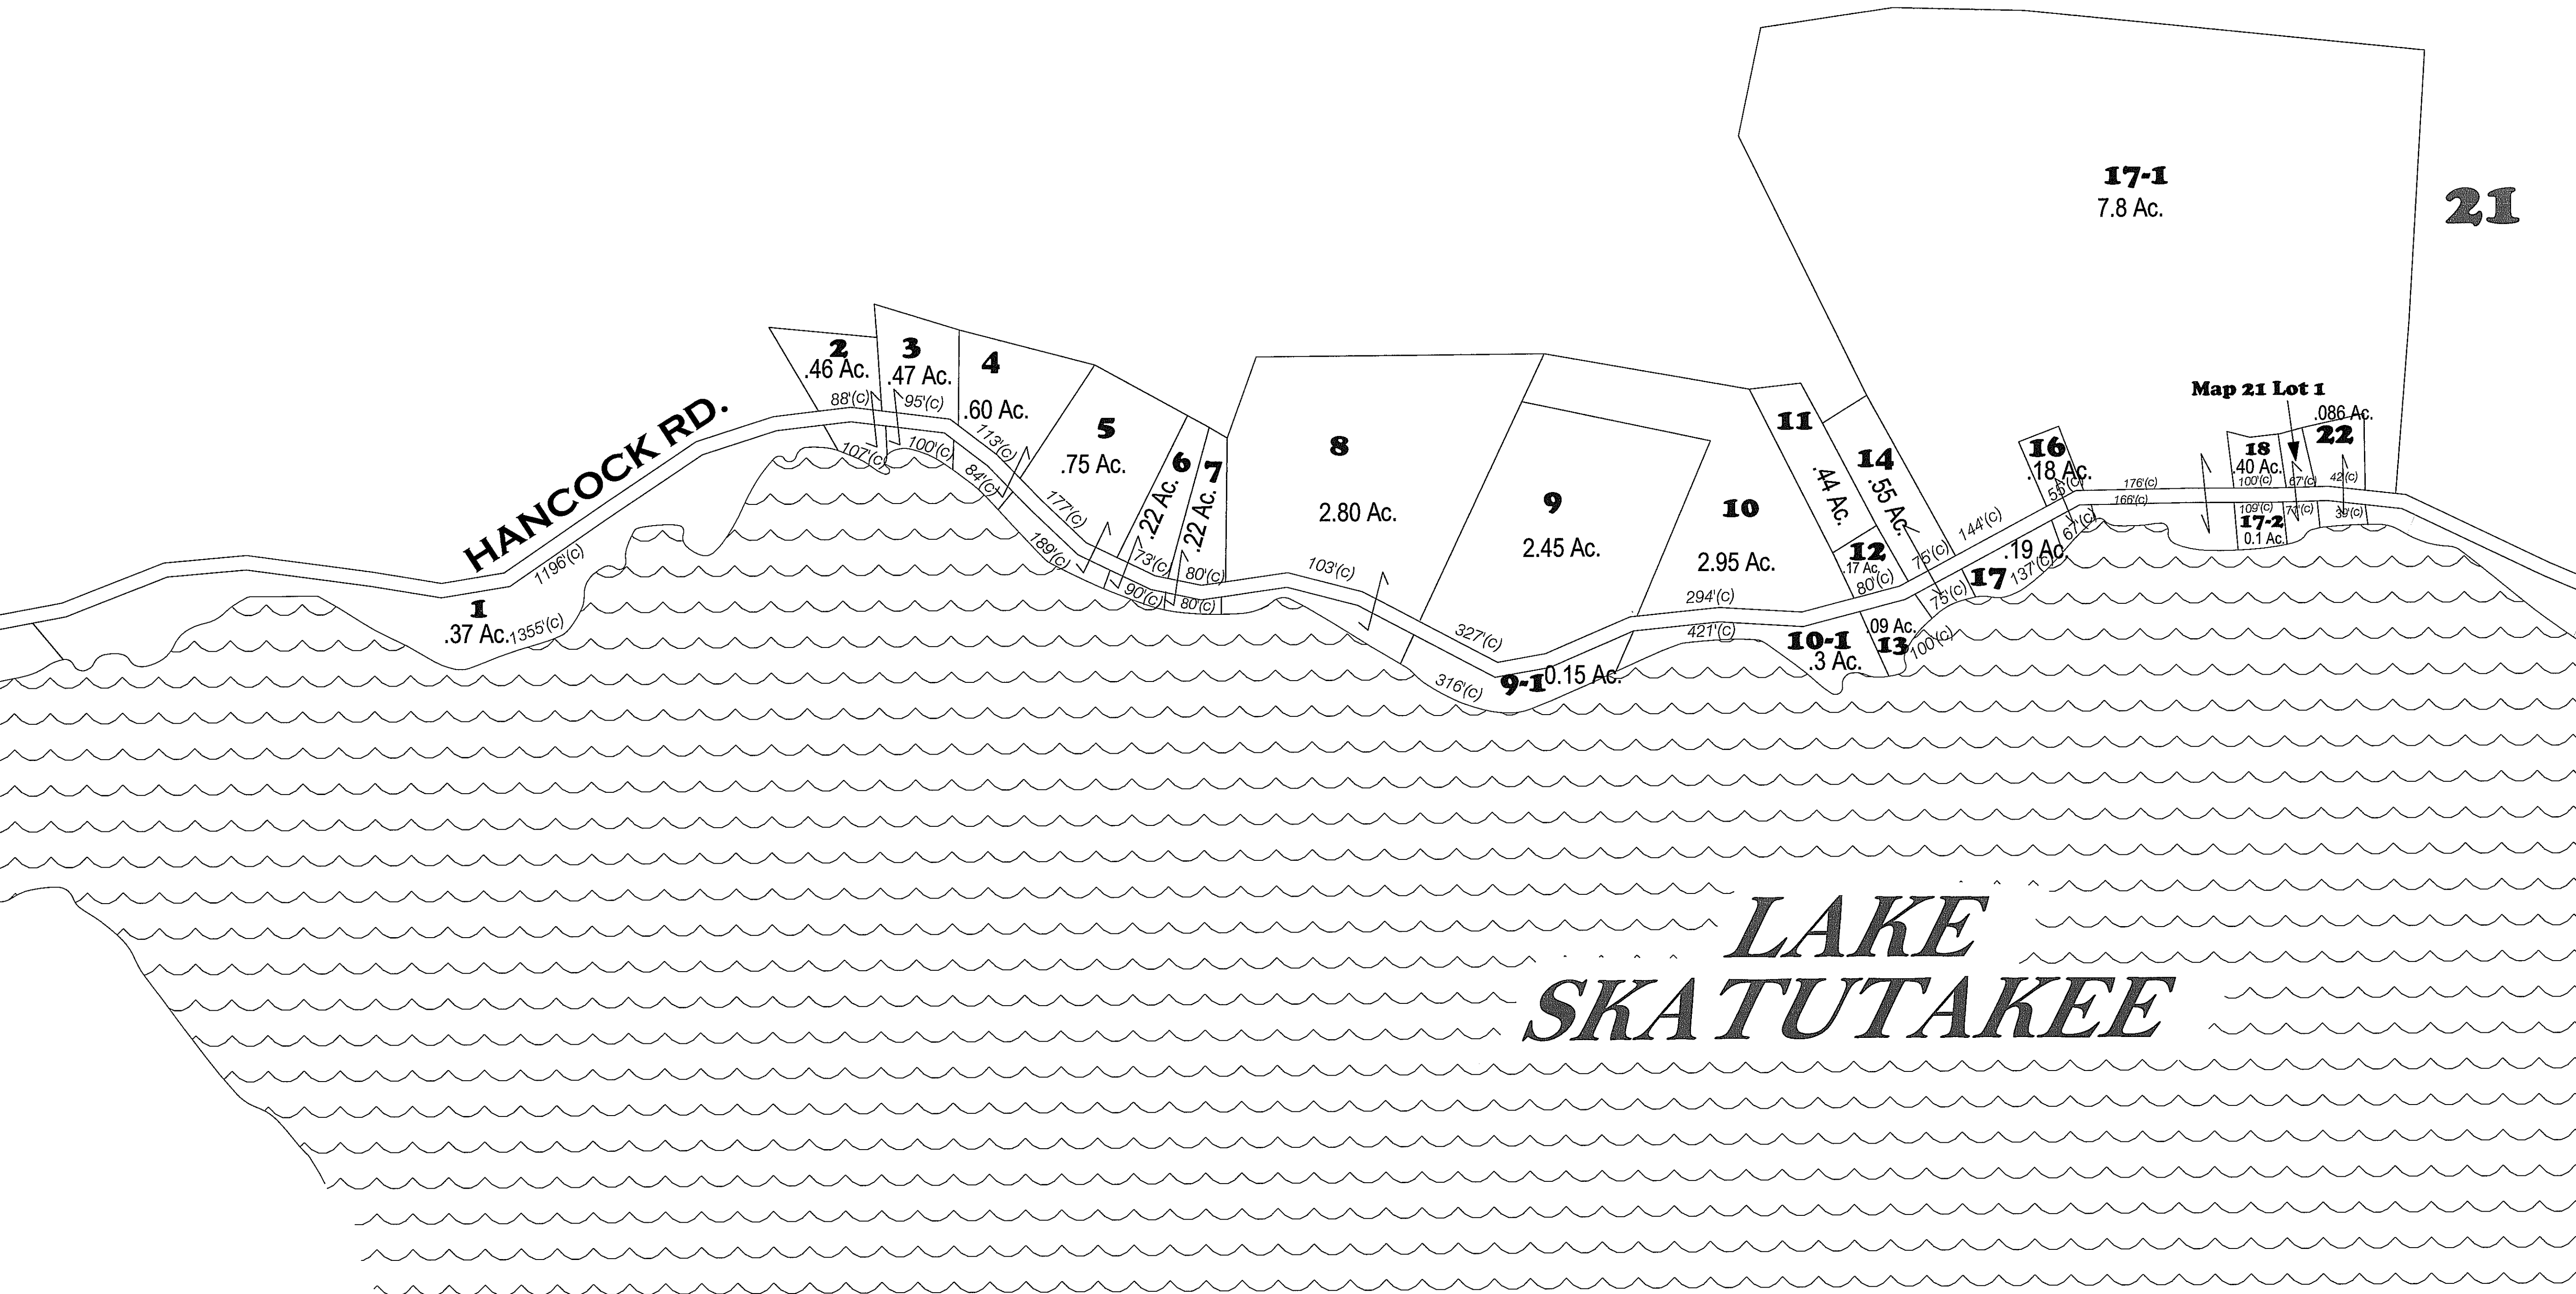 17-1
7.8 Ac.
21
HANCOCK RD.
1
.37 Ac.
1196'(c)
1355'(c)
2
.46 Ac.
88'(c)
107'(c)
3
.47 Ac.
95'(c)
100'(c)
4
.60 Ac.
113'(c)
84'(c)
5
.75 Ac.
177'(c)
189'(c)
6
.22 Ac.
73'(c)
90'(c)
7
.22 Ac.
80'(c)
80'(c)
8
2.80 Ac.
103'(c)
9
2.45 Ac.
327'(c)
316'(c)
9-1
0.15 Ac.
10
2.95 Ac.
294'(c)
421'(c)
10-1
.3 Ac.
11
.44 Ac.
12
.17 Ac.
80'(c)
.09 Ac.
13
100'(c)
14
.55 Ac.
75'(c)
75'(c)
144'(c)
16
.18 Ac.
55'(c)
67'(c)
.19 Ac.
17
137'(c)
176'(c)
166'(c)
Map 21 Lot 1
18
.40 Ac.
100'(c)
67'(c)
.086 Ac.
22
42'(c)
109'(c)
17-2
0.1 Ac.
39'(c)
LAKE
SKATUTAKEE